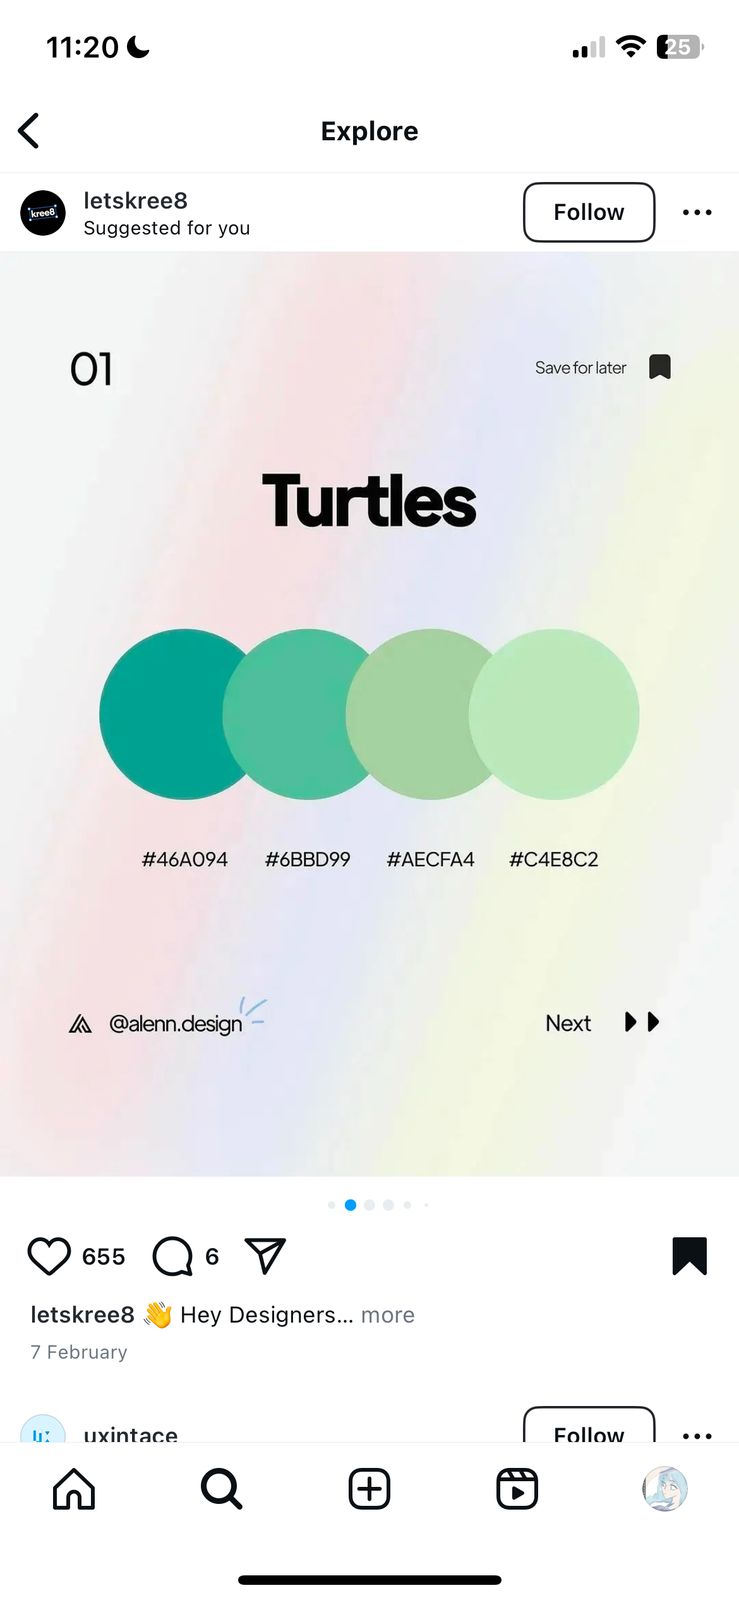 11:20
25
Explore
kree8
letskree8
Suggested for you
Follow
01
Save for later
Turtles
#46A094 #6BBD99 #AECFA4 #C4E8C2
@alenn.design
Next
655 6
letskree8 👋 Hey Designers... more
7 February
uxintace
Follow